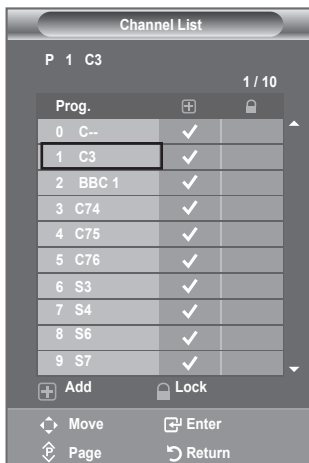 Channel List
P 1 C3
1 / 10
Prog.
0 C--
1 C3
2 BBC 1
3 C74
4 C75
5 C76
6 S3
7 S4
8 S6
9 S7
Add Lock
Move Enter
P Page Return